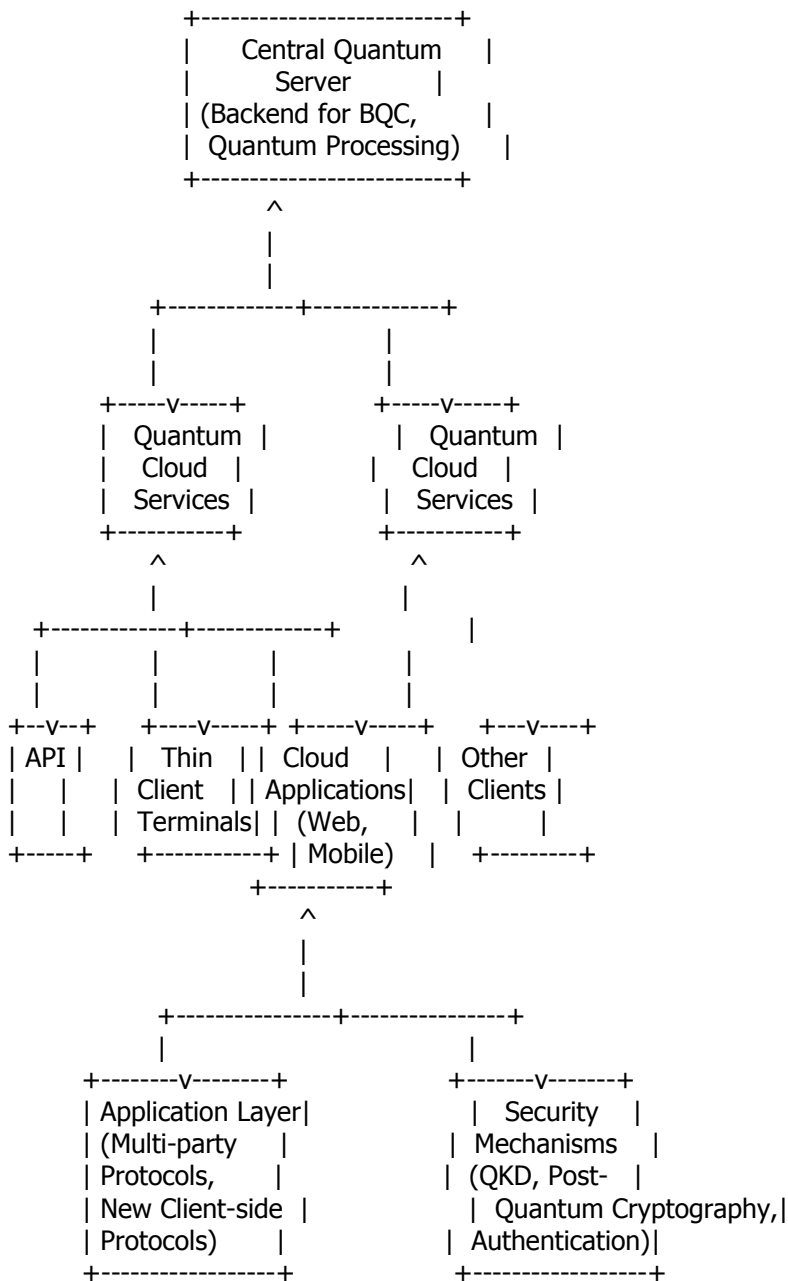 +--------------------------+
| Central Quantum |
| Server |
| (Backend for BQC, |
| Quantum Processing) |
+--------------------------+
^
|
|
+-------------+-------------+
| |
| |
+-----v-----+ +-----v-----+
| Quantum | | Quantum |
| Cloud | | Cloud |
| Services | | Services |
+-----------+ +-----------+
^ ^
| |
+-------------+-------------+ |
| | | |
| | | |
+--v--+ +----v-----+ +-----v-----+ +---v----+
| API | | Thin | | Cloud | | Other |
| | | Client | | Applications| | Clients |
| | | Terminals| | (Web, | | |
+-----+ +------------+ | Mobile) | +---------+
+------------+
^
|
|
+----------------+----------------+
| |
+--------v--------+ +-------v-------+
| Application Layer| | Security |
| (Multi-party | | Mechanisms |
| Protocols, | | (QKD, Post- |
| New Client-side | | Quantum Cryptography,|
| Protocols) | | Authentication)|
+------------------+ +------------------+